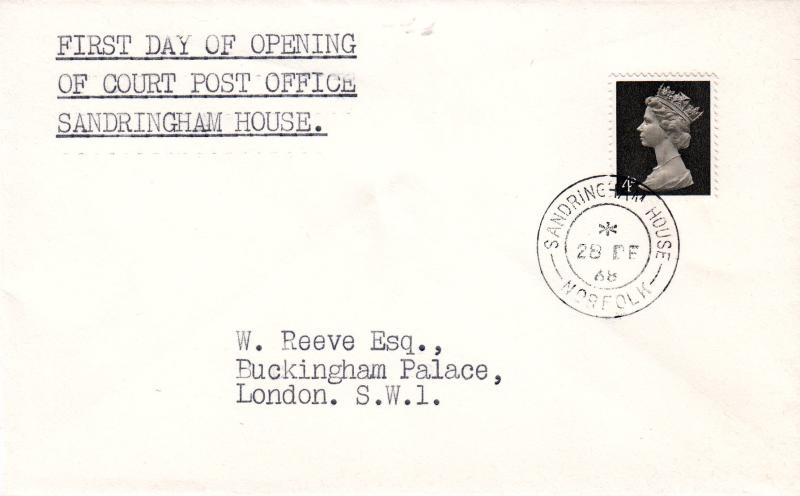 FIRST DAY OF OPENING
OF COURT POST OFFICE
SANDRINGHAM HOUSE.
4D
SANDRINGHAM HOUSE
*
28 DE
68
NORFOLK
W. Reeve Esq.,
Buckingham Palace,
London. S.W.1.